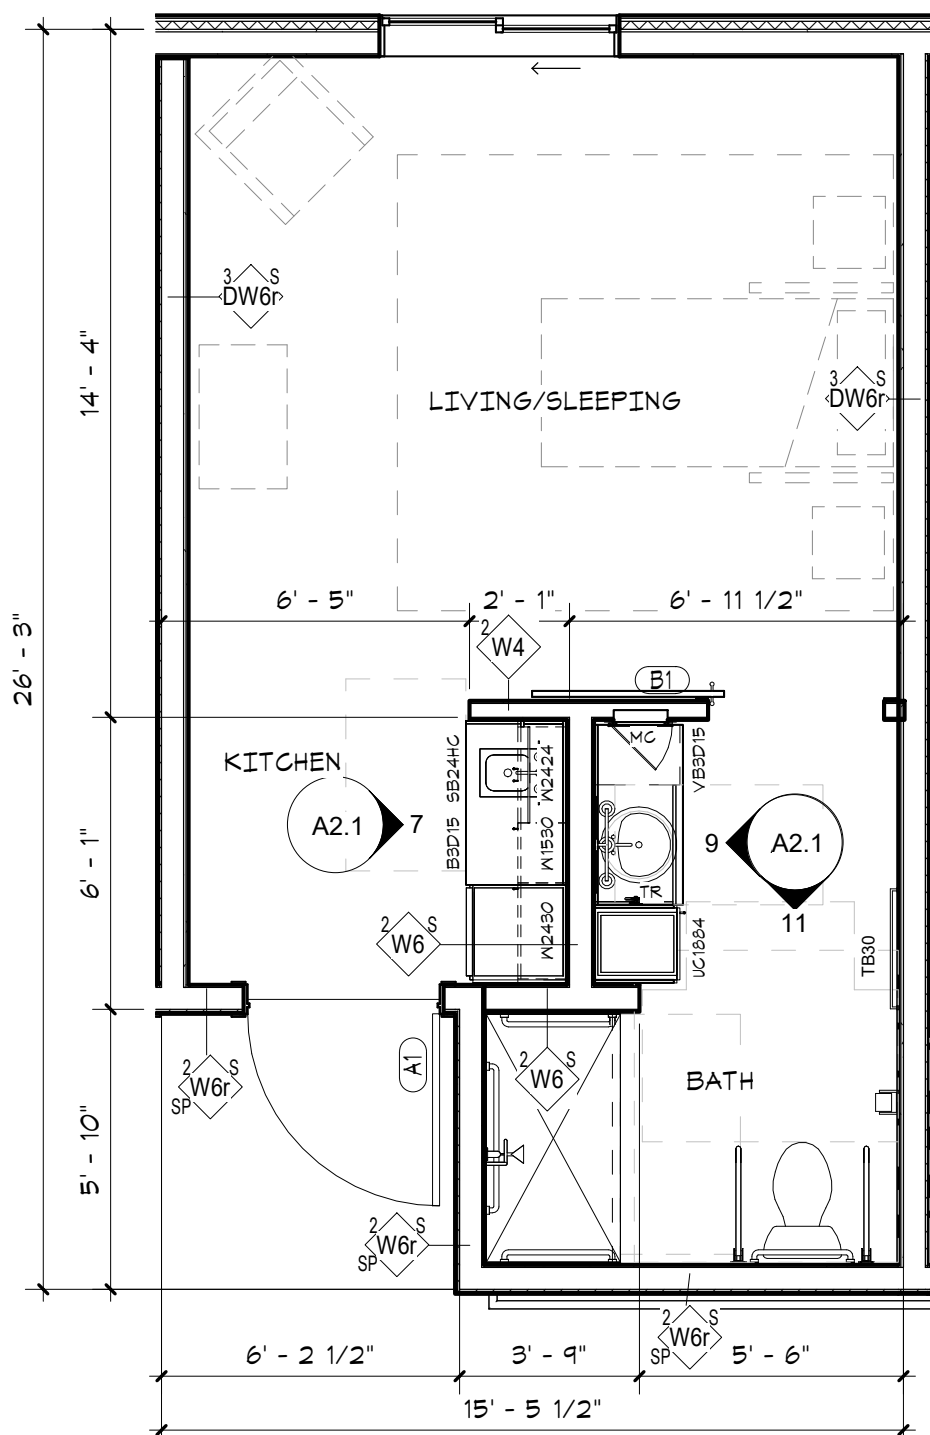 3 S
DW6r
14' - 4"
LIVING/SLEEPING
3 S
DW6r
26' - 3"
6' - 5"
2' - 1"
6' - 11 1/2"
2
W4
B1
KITCHEN
SB24HC
W2424
MC
VB3D15
A2.1
7
B3D15
W1530
9
A2.1
11
6' - 1"
TR
2 S
W6
W2430
UC1884
TB30
A1
2 S
W6r
SP
2 S
W6
BATH
5' - 10"
2 S
W6r
SP
2 S
W6r
SP
6' - 2 1/2"
3' - 9"
5' - 6"
15' - 5 1/2"